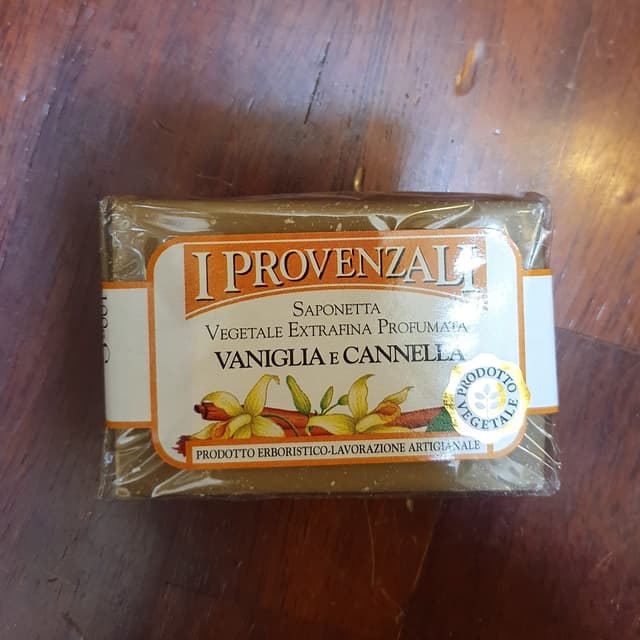 I PROVENZALI
SAPONETTA
VEGETALE EXTRAFINA PROFUMATA
VANIGLIA E CANNELLA
PRODOTTO
VEGETALE
PRODOTTO ERBORISTICO-LAVORAZIONE ARTIGIANALE